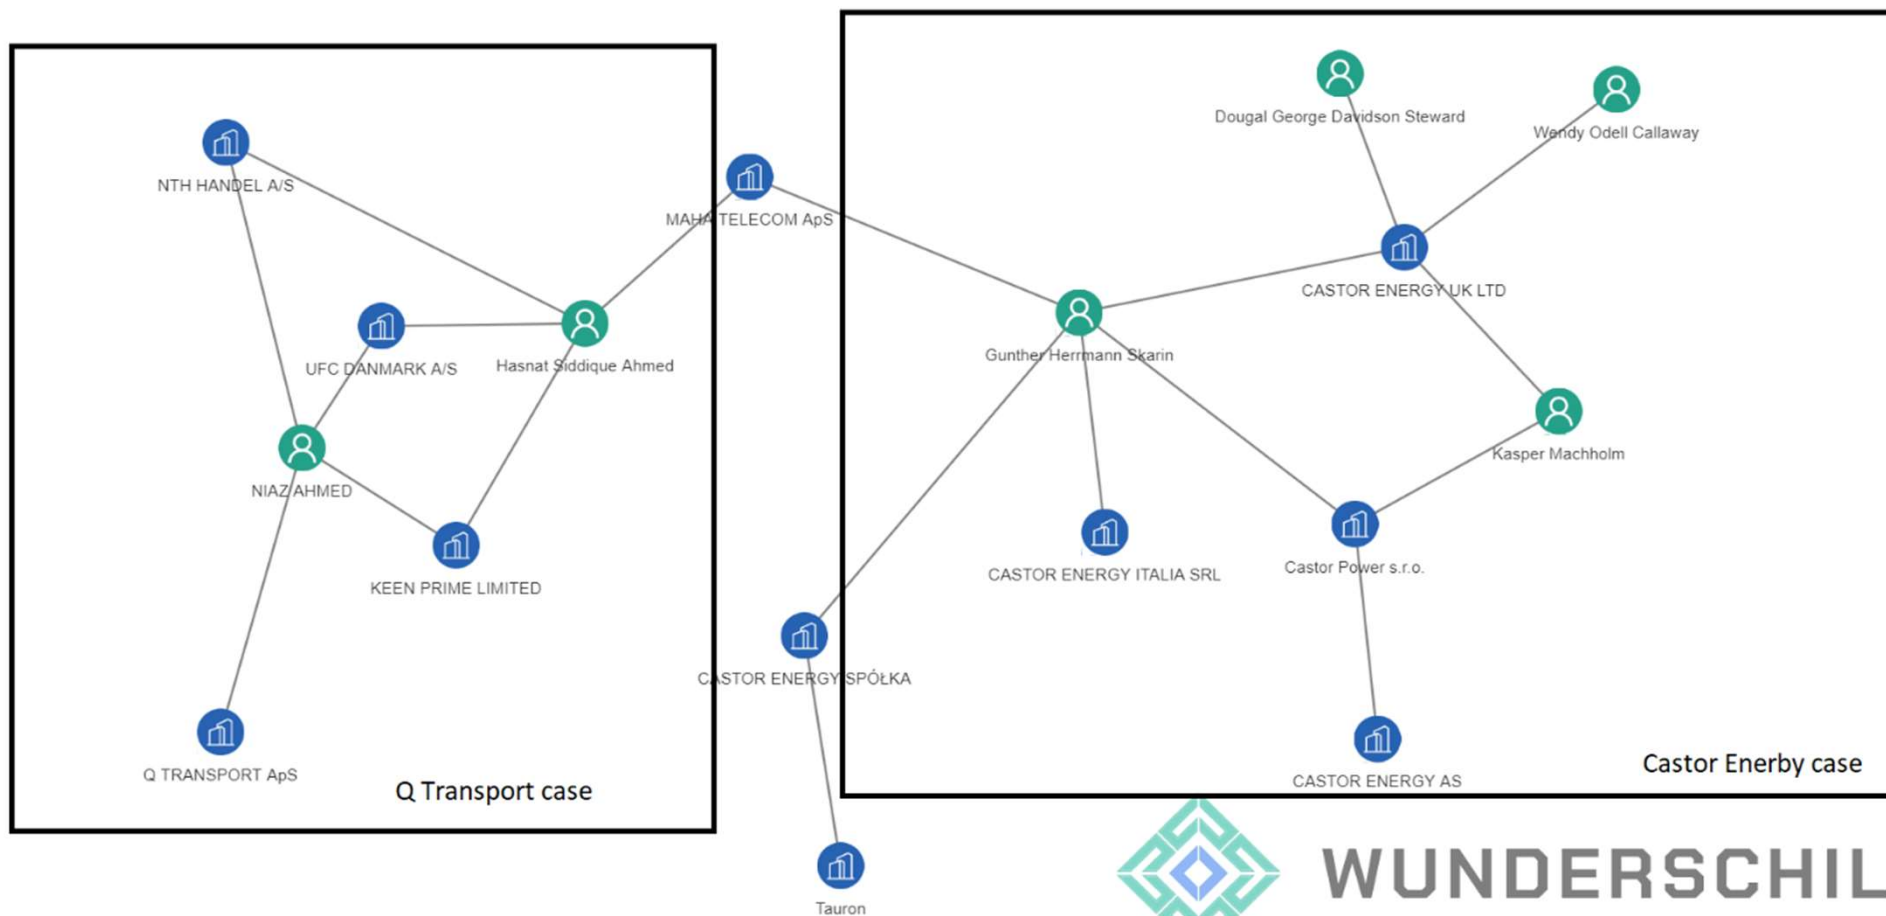 Dougal George Davidson Steward
Wendy Odell Callaway
NTH HANDEL A/S
MAHA TELECOM ApS
CASTOR ENERGY UK LTD
Gunther Herrmann Skarin
UFC DANMARK A/S
Hasnat Siddique Ahmed
Kasper Machholm
NIAZ AHMED
CASTOR ENERGY ITALIA SRL
Castor Power s.r.o.
KEEN PRIME LIMITED
CASTOR ENERGY SPÓŁKA
Q TRANSPORT ApS
Q Transport case
CASTOR ENERGY AS
Castor Enerby case
WUNDERSCHIL
Tauron